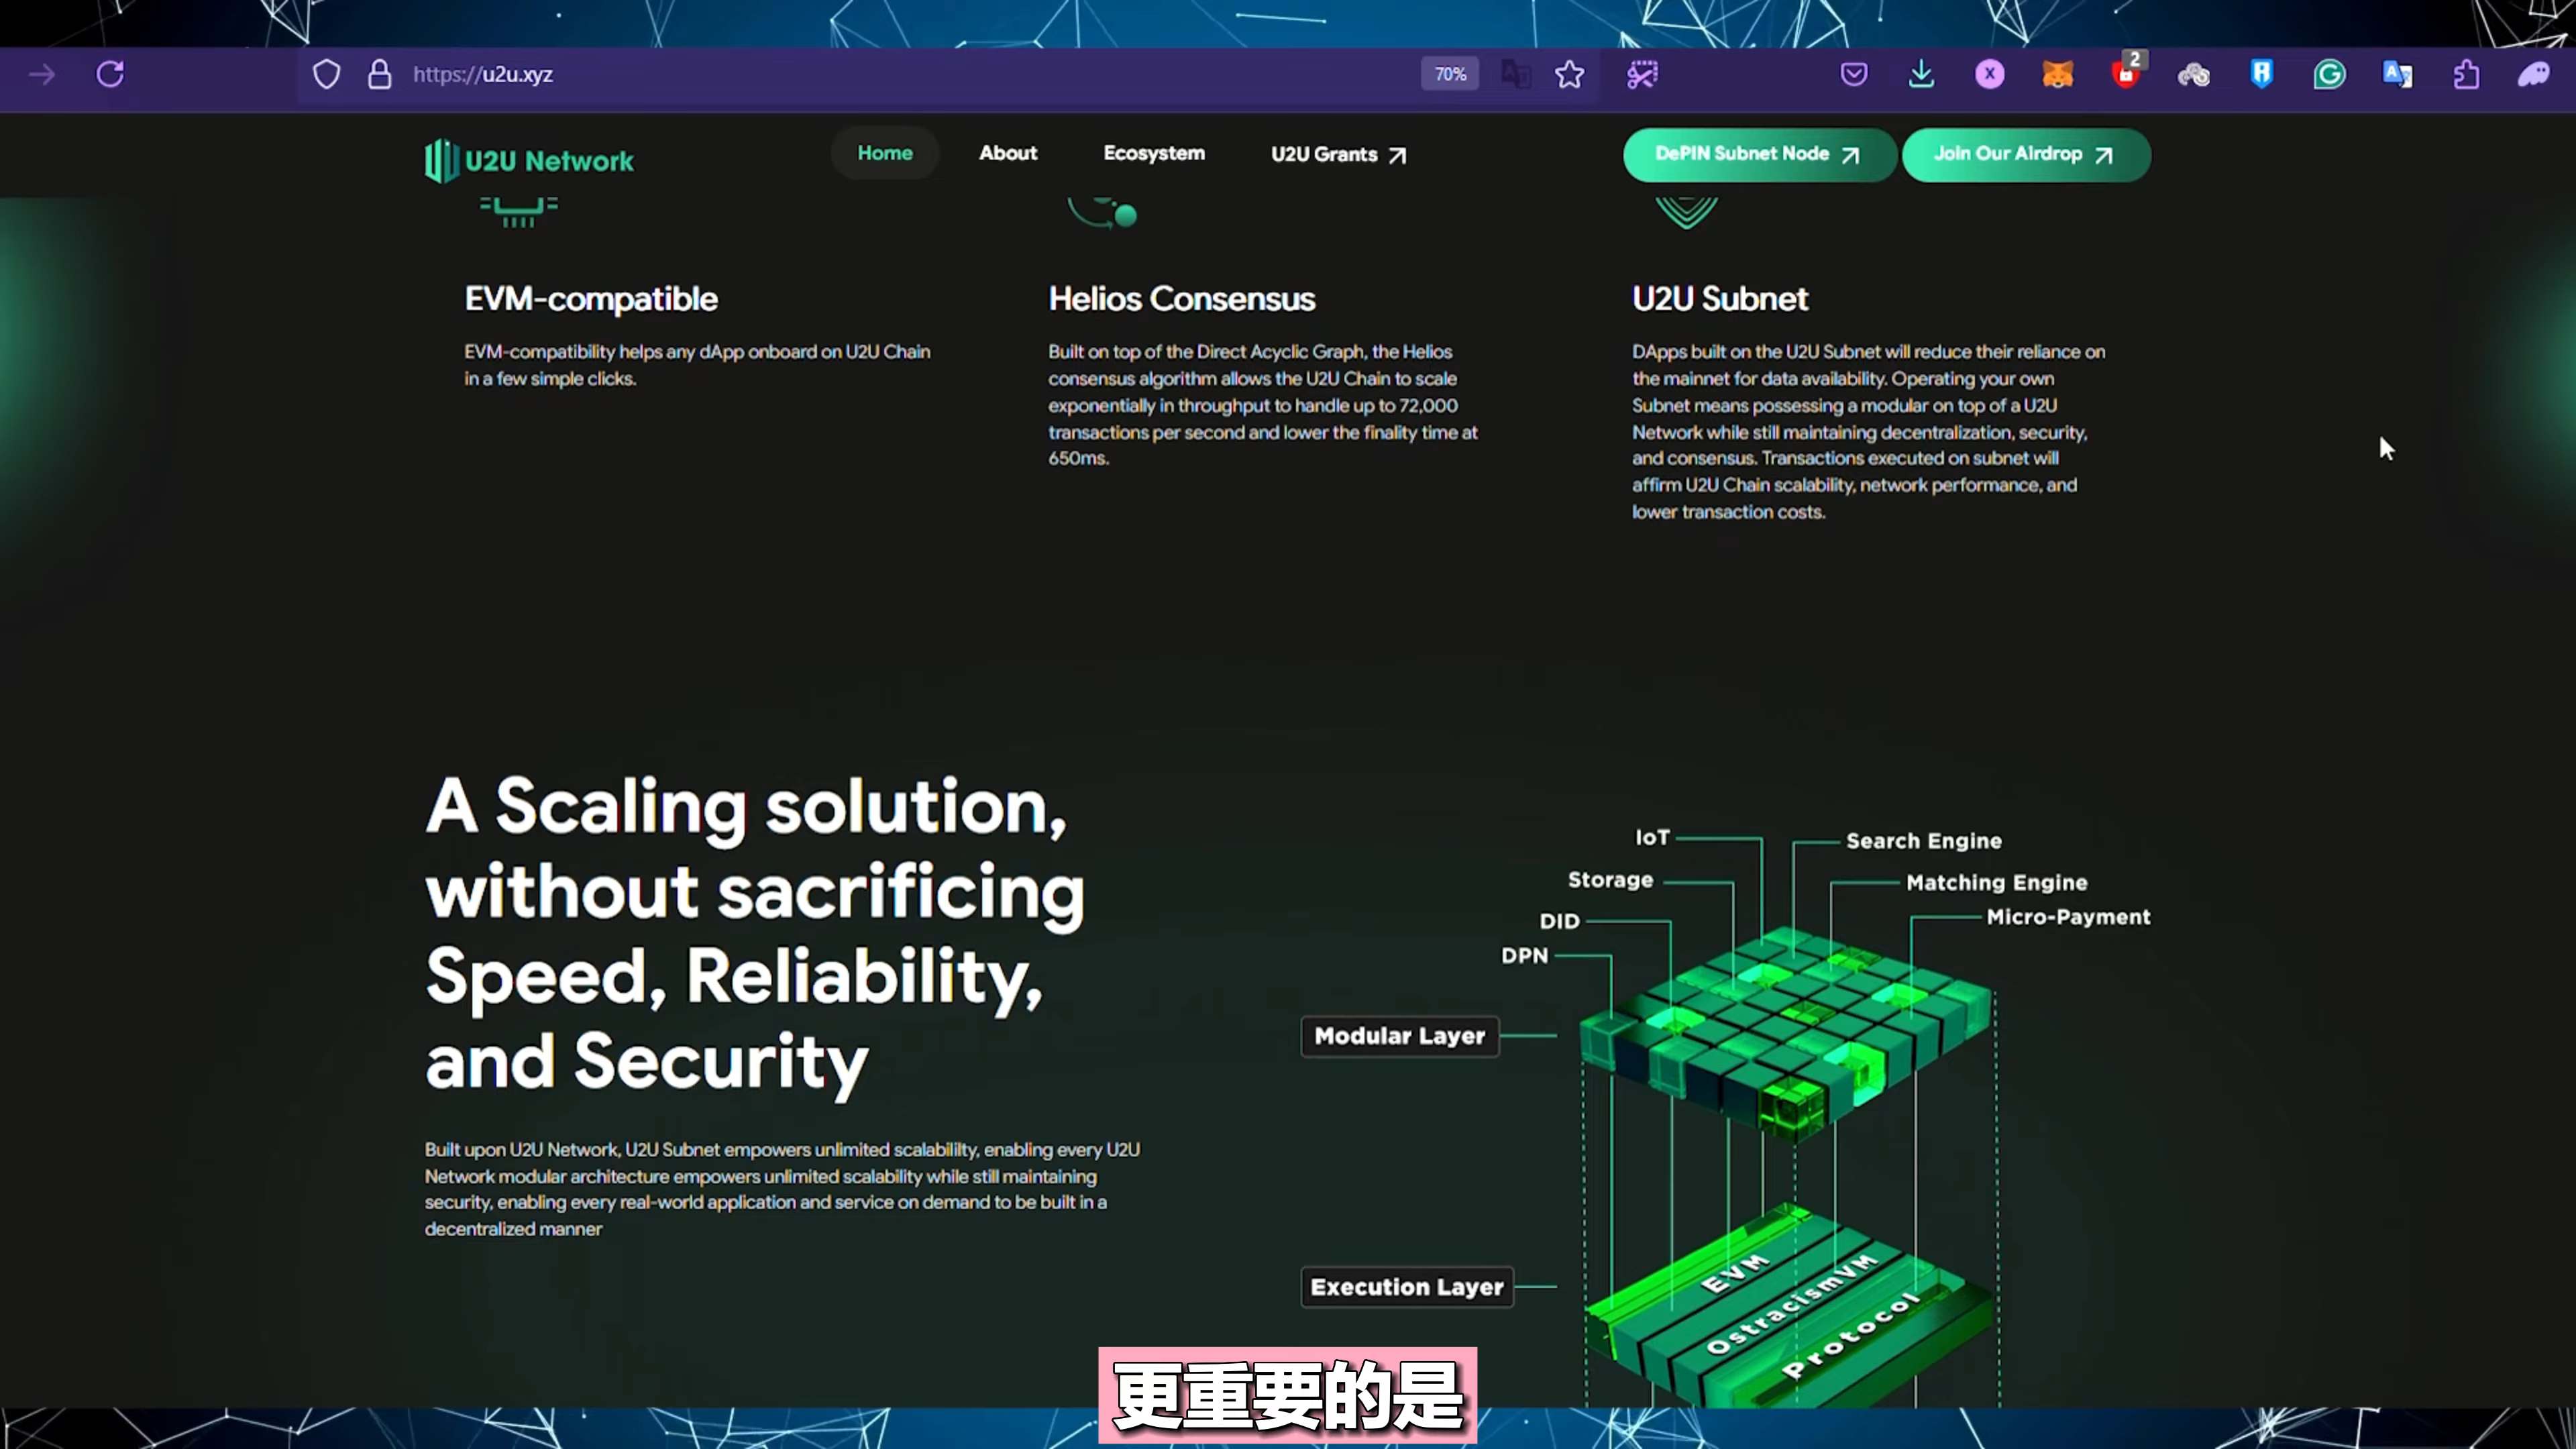 https://u2u.xyz
70%
2
U2U Network
Home
About
Ecosystem
U2U Grants
DePIN Subnet Node
Join Our Airdrop
EVM-compatible
EVM-compatibility helps any dApp onboard on U2U Chain
in a few simple clicks.
Helios Consensus
Built on top of the Direct Acyclic Graph, the Helios
consensus algorithm allows the U2U Chain to scale
exponentially in throughput to handle up to 72,000
transactions per second and lower the finality time at
650ms.
U2U Subnet
DApps built on the U2U Subnet will reduce their reliance on
the mainnet for data availability. Operating your own
Subnet means possessing a modular on top of a U2U
Network while still maintaining decentralization, security,
and consensus. Transactions executed on subnet will
affirm U2U Chain scalability, network performance, and
lower transaction costs.
A Scaling solution,
without sacrificing
Speed, Reliability,
and Security
Built upon U2U Network, U2U Subnet empowers unlimited scalability, enabling every U2U
Network modular architecture empowers unlimited scalability while still maintaining
security, enabling every real-world application and service on demand to be built in a
decentralized manner
IoT
Search Engine
Storage
Matching Engine
DID
Micro-Payment
DPN
Modular Layer
Execution Layer
EVM
OstracismVM
Protocol
更重要的是